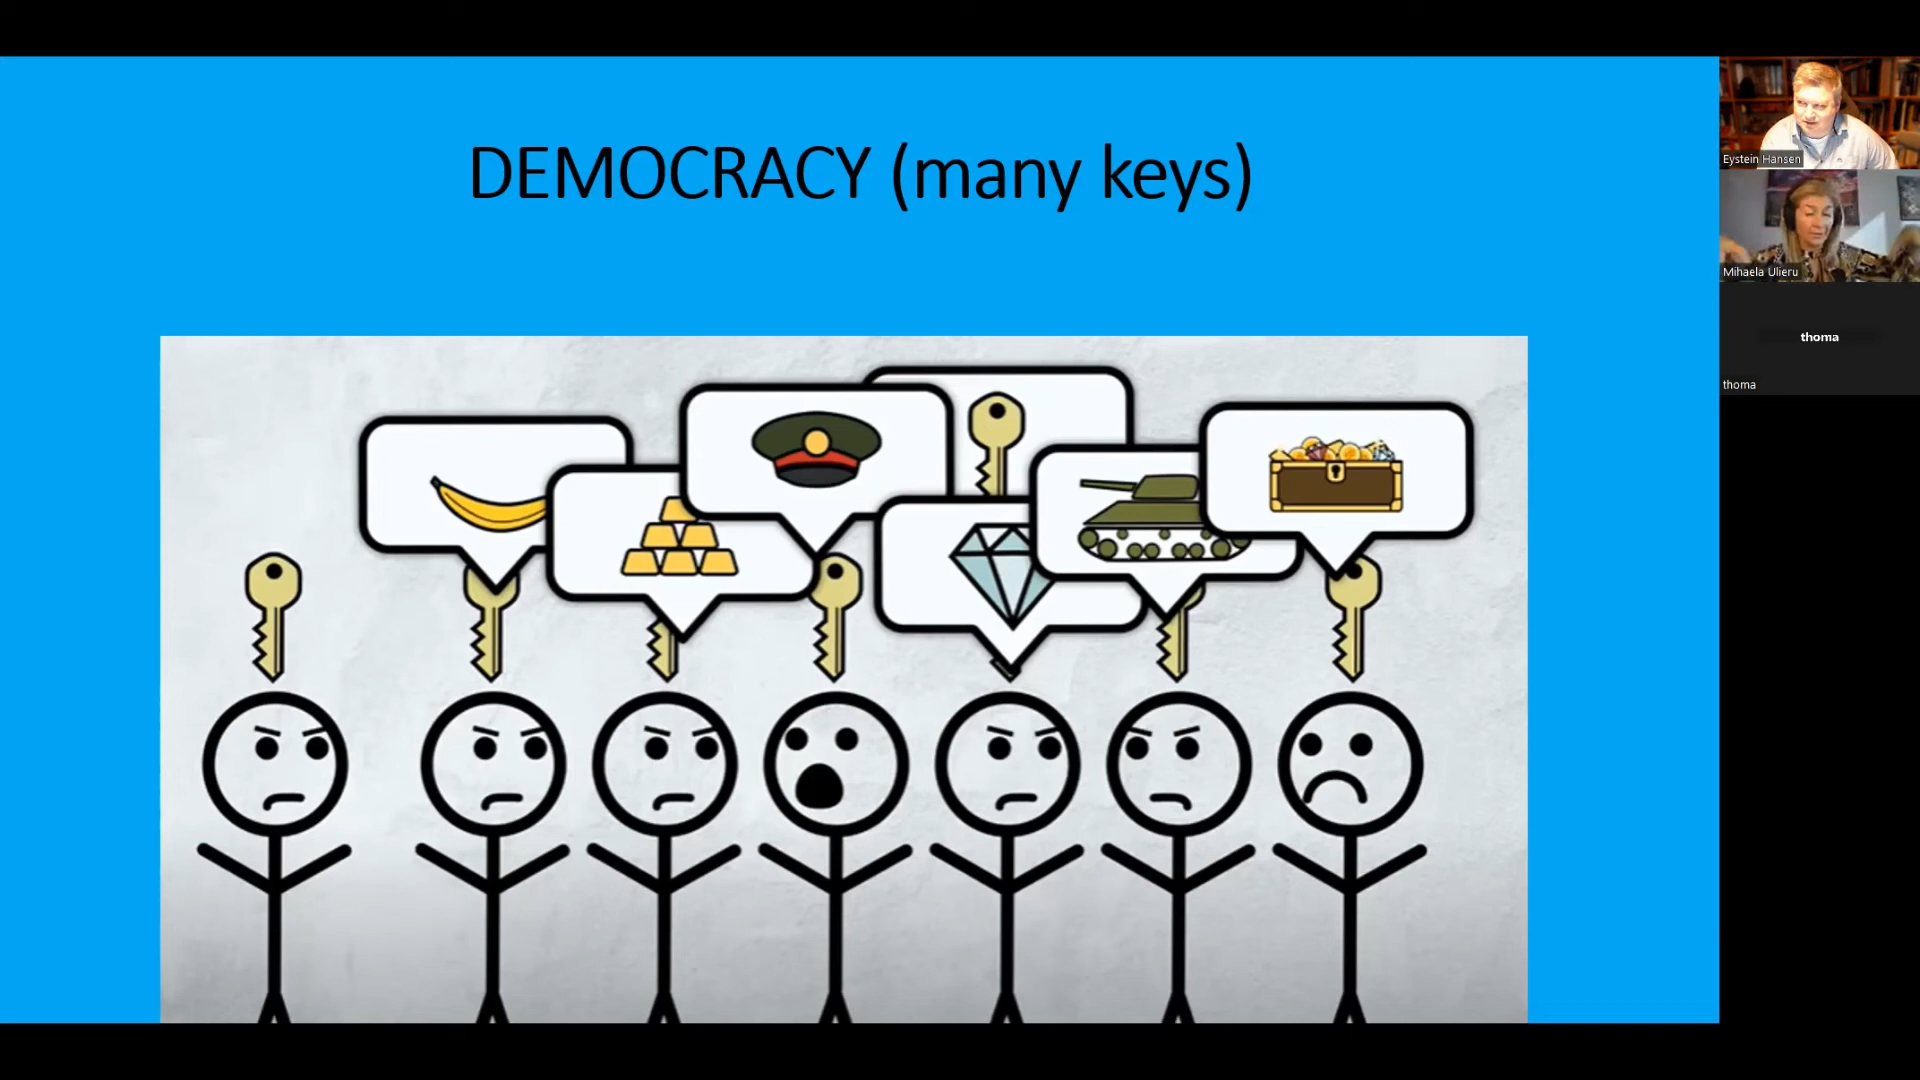 DEMOCRACY (many keys)
Eystein Hansen
Mihaela Ulieru
thoma
thoma